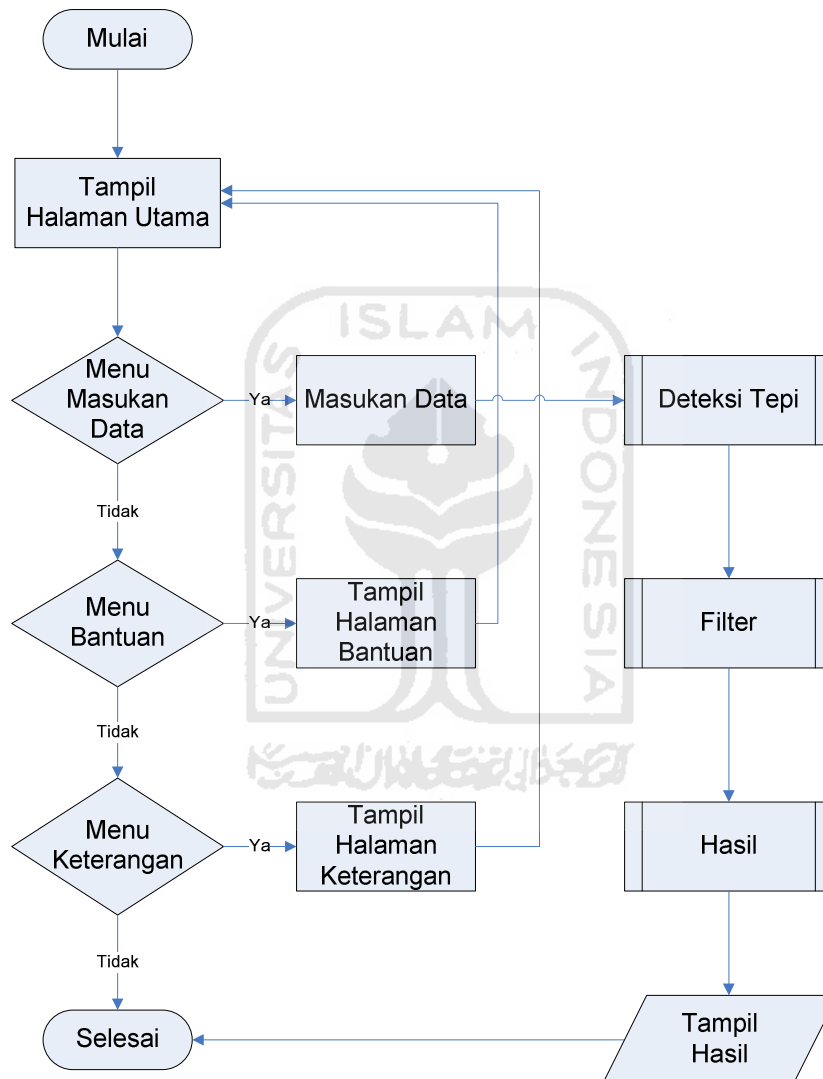 Mulai
Tampil
Halaman Utama
Menu
Masukan
Data
Ya
Masukan Data
Deteksi Tepi
Tidak
Menu
Bantuan
Ya
Tampil
Halaman
Bantuan
Filter
Tidak
Menu
Keterangan
Ya
Tampil
Halaman
Keterangan
Hasil
Tidak
Selesai
Tampil
Hasil
UNIVERSITAS
ISLAM
INDONESIA